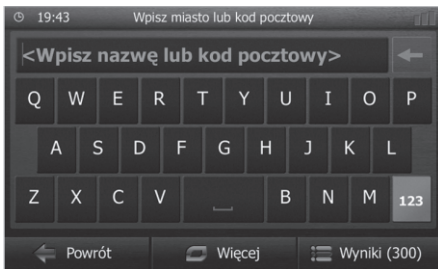 19:43 Wpisz miasto lub kod pocztowy
<Wpisz nazwę lub kod pocztowy>
Q W E R T Y U I O P
A S D F G H J K L
Z X C V B N M 123
Powrót Więcej Wyniki (300)